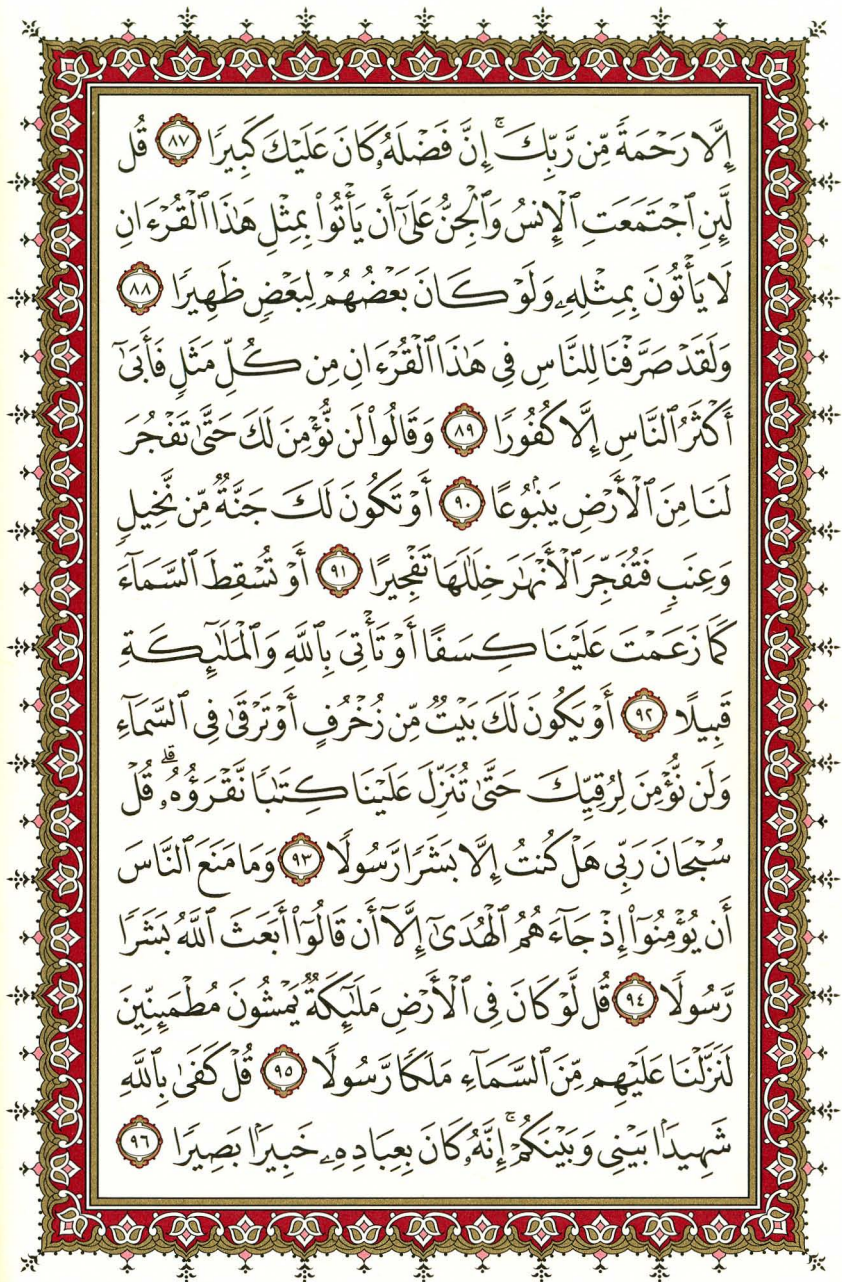 إِلَّا رَحْمَةً مِّن رَّبِّكَ ۚ إِنَّ فَضْلَهُۥ كَانَ عَلَيْكَ كَبِيرًا ٨٧ قُل
لَّئِنِ ٱجْتَمَعَتِ ٱلْإِنسُ وَٱلْجِنُّ عَلَىٰٓ أَن يَأْتُوا۟ بِمِثْلِ هَـٰذَا ٱلْقُرْءَانِ
لَا يَأْتُونَ بِمِثْلِهِۦ وَلَوْ كَانَ بَعْضُهُمْ لِبَعْضٍ ظَهِيرًا ٨٨
وَلَقَدْ صَرَّفْنَا لِلنَّاسِ فِى هَـٰذَا ٱلْقُرْءَانِ مِن كُلِّ مَثَلٍ فَأَبَىٰٓ
أَكْثَرُ ٱلنَّاسِ إِلَّا كُفُورًا ٨٩ وَقَالُوا۟ لَن نُّؤْمِنَ لَكَ حَتَّىٰ تَفْجُرَ
لَنَا مِنَ ٱلْأَرْضِ يَنۢبُوعًا ٩٠ أَوْ تَكُونَ لَكَ جَنَّةٌ مِّن نَّخِيلٍ
وَعِنَبٍ فَتُفَجِّرَ ٱلْأَنْهَـٰرَ خِلَـٰلَهَا تَفْجِيرًا ٩١ أَوْ تُسْقِطَ ٱلسَّمَآءَ
كَمَا زَعَمْتَ عَلَيْنَا كِسَفًا أَوْ تَأْتِىَ بِٱللَّهِ وَٱلْمَلَـٰٓئِكَةِ
قَبِيلًا ٩٢ أَوْ يَكُونَ لَكَ بَيْتٌ مِّن زُخْرُفٍ أَوْ تَرْقَىٰ فِى ٱلسَّمَآءِ
وَلَن نُّؤْمِنَ لِرُقِيِّكَ حَتَّىٰ تُنَزِّلَ عَلَيْنَا كِتَـٰبًا نَّقْرَؤُهُۥ ۗ قُلْ
سُبْحَانَ رَبِّى هَلْ كُنتُ إِلَّا بَشَرًا رَّسُولًا ٩٣ وَمَا مَنَعَ ٱلنَّاسَ
أَن يُؤْمِنُوٓا۟ إِذْ جَآءَهُمُ ٱلْهُدَىٰٓ إِلَّآ أَن قَالُوٓا۟ أَبَعَثَ ٱللَّهُ بَشَرًا
رَّسُولًا ٩٤ قُل لَّوْ كَانَ فِى ٱلْأَرْضِ مَلَـٰٓئِكَةٌ يَمْشُونَ مُطْمَئِنِّينَ
لَنَزَّلْنَا عَلَيْهِم مِّنَ ٱلسَّمَآءِ مَلَكًا رَّسُولًا ٩٥ قُلْ كَفَىٰ بِٱللَّهِ
شَهِيدًۢا بَيْنِى وَبَيْنَكُمْ ۚ إِنَّهُۥ كَانَ بِعِبَادِهِۦ خَبِيرًۢا بَصِيرًا ٩٦